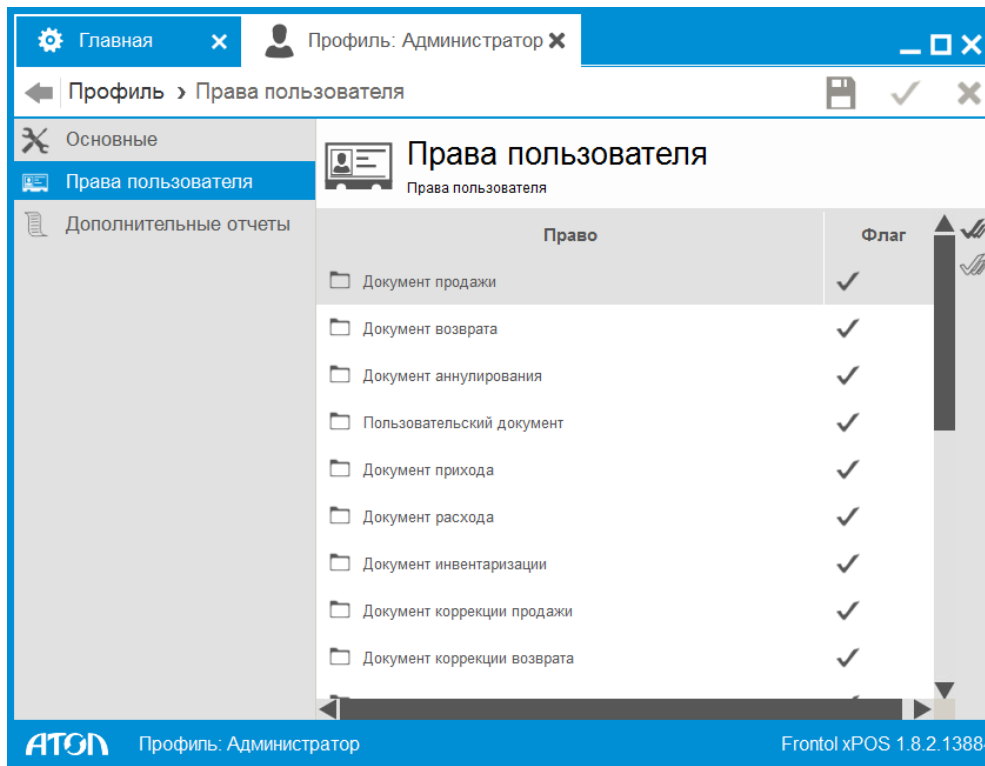 Главная
Профиль: Администратор
Профиль › Права пользователя
Основные
Права пользователя
Дополнительные отчеты
Права пользователя
Права пользователя
Право Флаг
Документ продажи
Документ возврата
Документ аннулирования
Пользовательский документ
Документ прихода
Документ расхода
Документ инвентаризации
Документ коррекции продажи
Документ коррекции возврата
АТОЛ Профиль: Администратор Frontol xPOS 1.8.2.1388